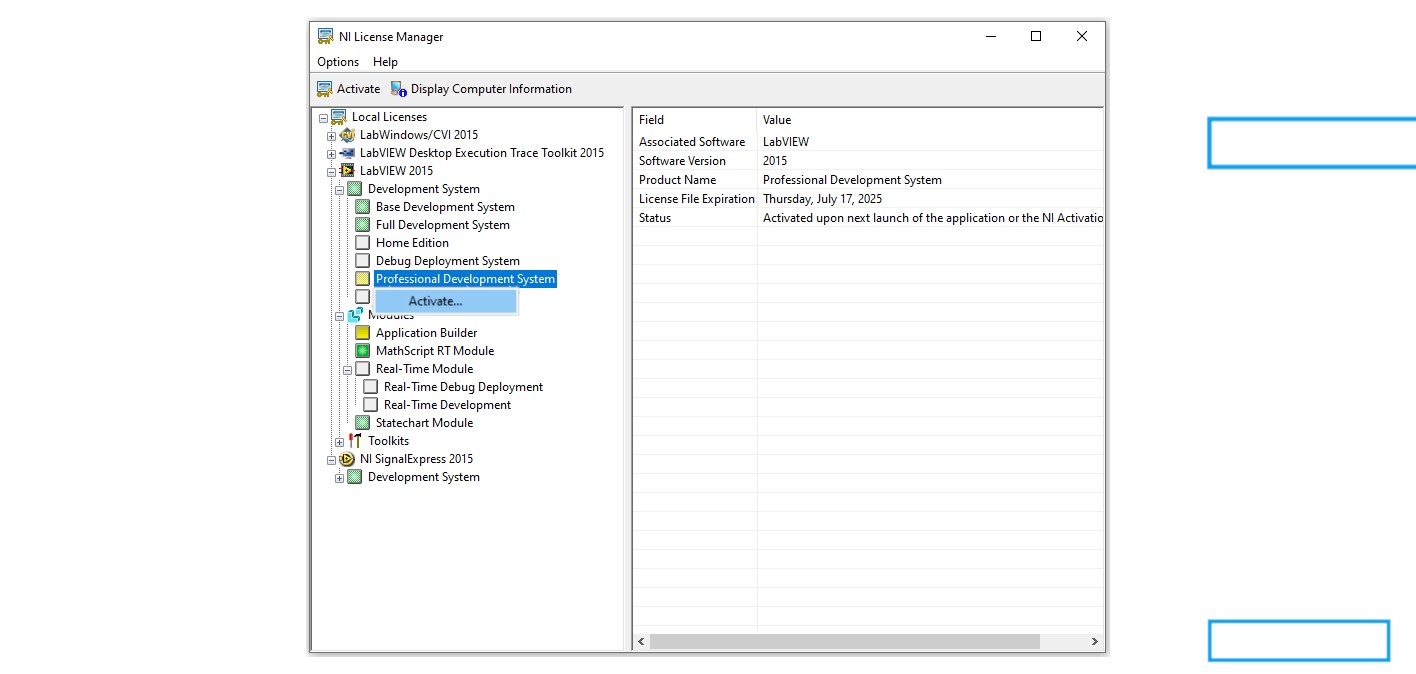 NI License Manager
Options Help
Activate Display Computer Information
Local Licenses
LabWindows/CVI 2015
LabVIEW Desktop Execution Trace Toolkit 2015
LabVIEW 2015
Development System
Base Development System
Full Development System
Home Edition
Debug Deployment System
Professional Development System
Activate...
Modules
Application Builder
MathScript RT Module
Real-Time Module
Real-Time Debug Deployment
Real-Time Development
Statechart Module
Toolkits
NI SignalExpress 2015
Development System
Field Value
Associated Software LabVIEW
Software Version 2015
Product Name Professional Development System
License File Expiration Thursday, July 17, 2025
Status Activated upon next launch of the application or the NI Activatio